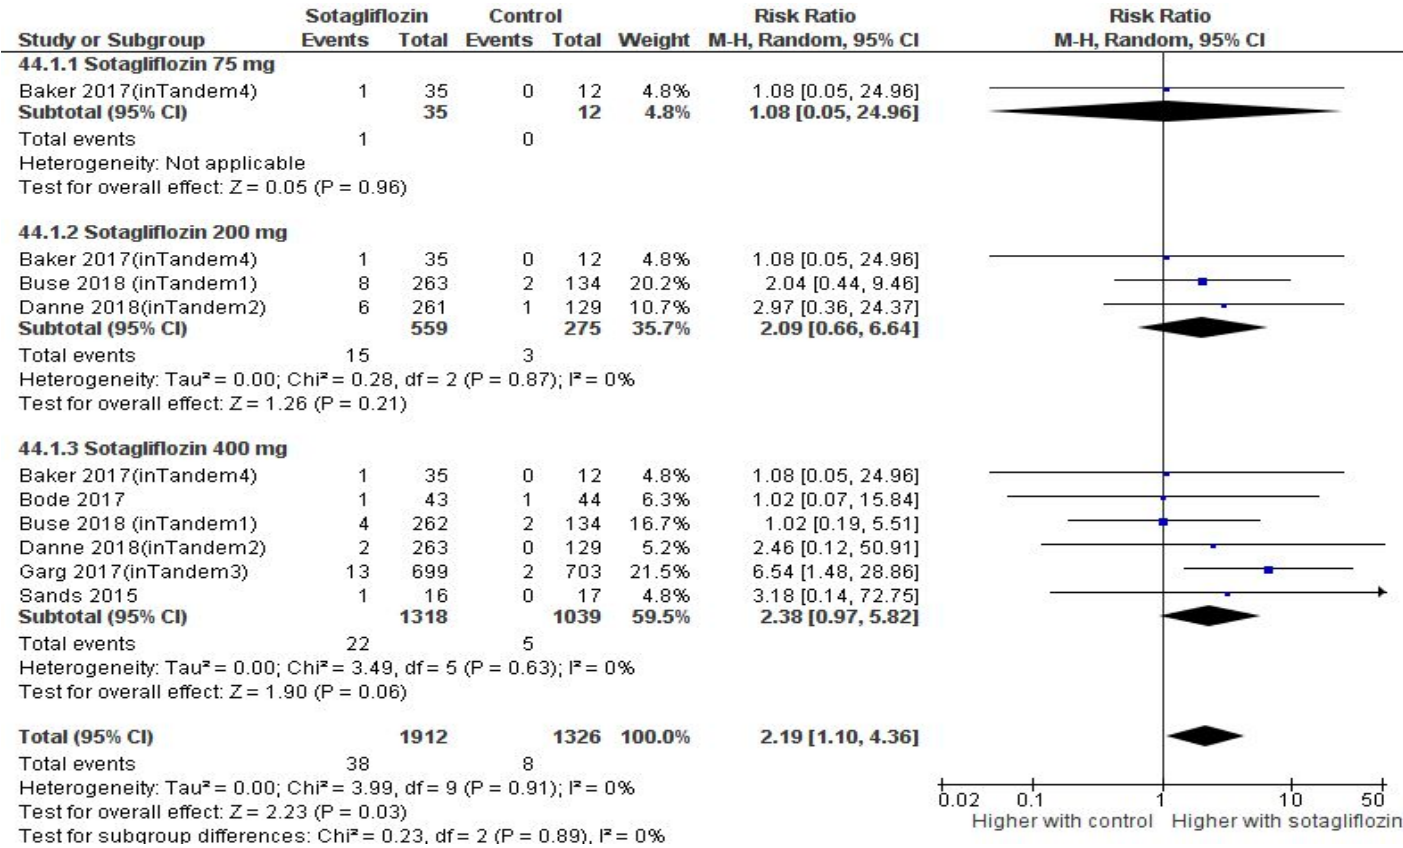 Sotagliflozin Control Risk Ratio Risk Ratio
Study or Subgroup Events Total Events Total Weight M-H, Random, 95% CI M-H, Random, 95% CI
44.1.1 Sotagliflozin 75 mg
Baker 2017(inTandem4) 1 35 0 12 4.8% 1.08 [0.05, 24.96]
Subtotal (95% CI) 35 12 4.8% 1.08 [0.05, 24.96]
Total events 1 0
Heterogeneity: Not applicable
Test for overall effect: Z = 0.05 (P = 0.96)
44.1.2 Sotagliflozin 200 mg
Baker 2017(inTandem4) 1 35 0 12 4.8% 1.08 [0.05, 24.96]
Buse 2018 (inTandem1) 8 263 2 134 20.2% 2.04 [0.44, 9.46]
Danne 2018(inTandem2) 6 261 1 129 10.7% 2.97 [0.36, 24.37]
Subtotal (95% CI) 559 275 35.7% 2.09 [0.66, 6.64]
Total events 15 3
Heterogeneity: Tau² = 0.00; Chi² = 0.28, df = 2 (P = 0.87); I² = 0%
Test for overall effect: Z = 1.26 (P = 0.21)
44.1.3 Sotagliflozin 400 mg
Baker 2017(inTandem4) 1 35 0 12 4.8% 1.08 [0.05, 24.96]
Bode 2017 1 43 1 44 6.3% 1.02 [0.07, 15.84]
Buse 2018 (inTandem1) 4 262 2 134 16.7% 1.02 [0.19, 5.51]
Danne 2018(inTandem2) 2 263 0 129 5.2% 2.46 [0.12, 50.91]
Garg 2017(inTandem3) 13 699 2 703 21.5% 6.54 [1.48, 28.86]
Sands 2015 1 16 0 17 4.8% 3.18 [0.14, 72.75]
Subtotal (95% CI) 1318 1039 59.5% 2.38 [0.97, 5.82]
Total events 22 5
Heterogeneity: Tau² = 0.00; Chi² = 3.49, df = 5 (P = 0.63); I² = 0%
Test for overall effect: Z = 1.90 (P = 0.06)
Total (95% CI) 1912 1326 100.0% 2.19 [1.10, 4.36]
Total events 38 8
Heterogeneity: Tau² = 0.00; Chi² = 3.99, df = 9 (P = 0.91); I² = 0%
Test for overall effect: Z = 2.23 (P = 0.03)
Test for subgroup differences: Chi² = 0.23, df = 2 (P = 0.89), I² = 0%
0.02 0.1 1 10 50
Higher with control Higher with sotagliflozin